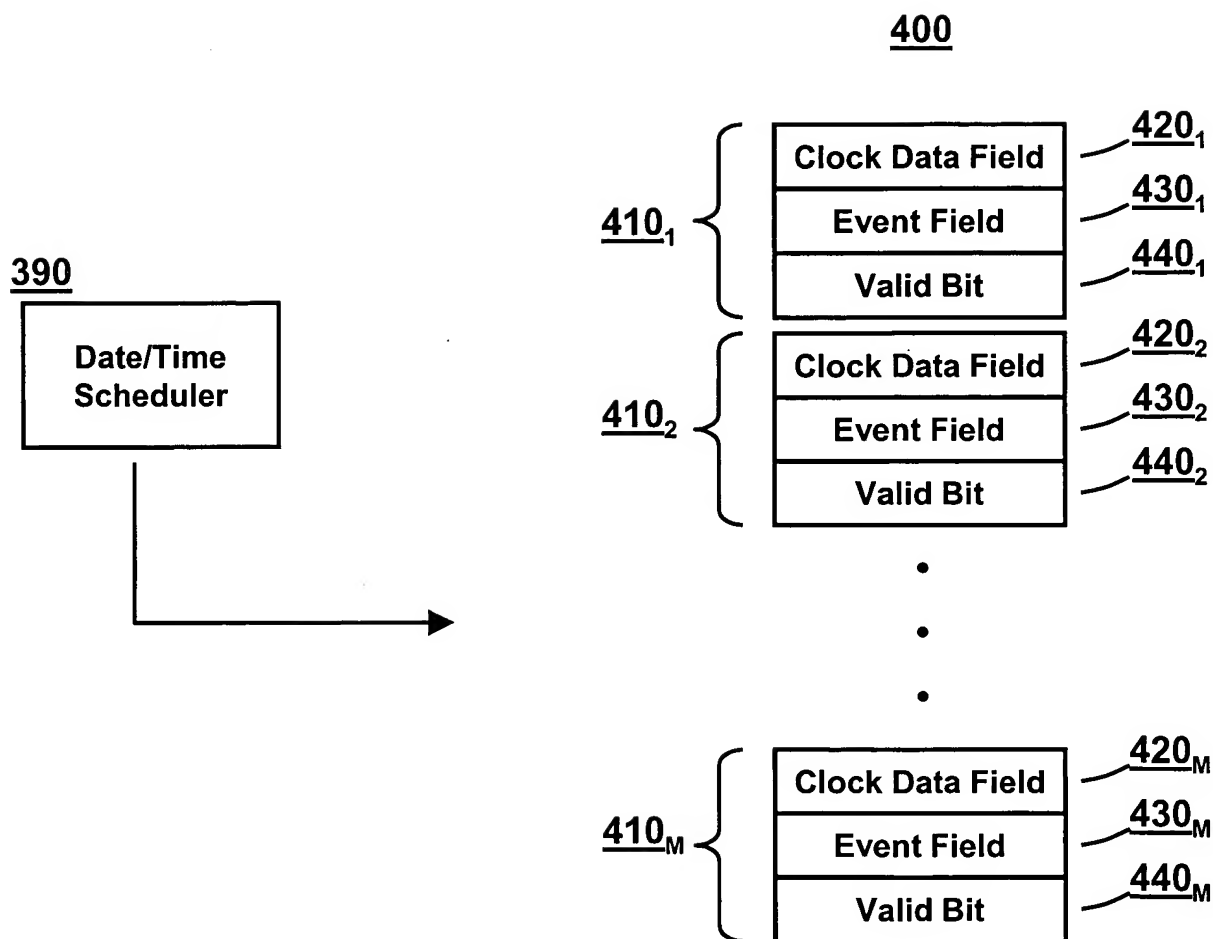 400
420₁
Clock Data Field
430₁
410₁
Event Field
440₁
Valid Bit
390
Date/Time
Scheduler
420₂
Clock Data Field
430₂
410₂
Event Field
440₂
Valid Bit
420M
Clock Data Field
430M
410M
Event Field
440M
Valid Bit